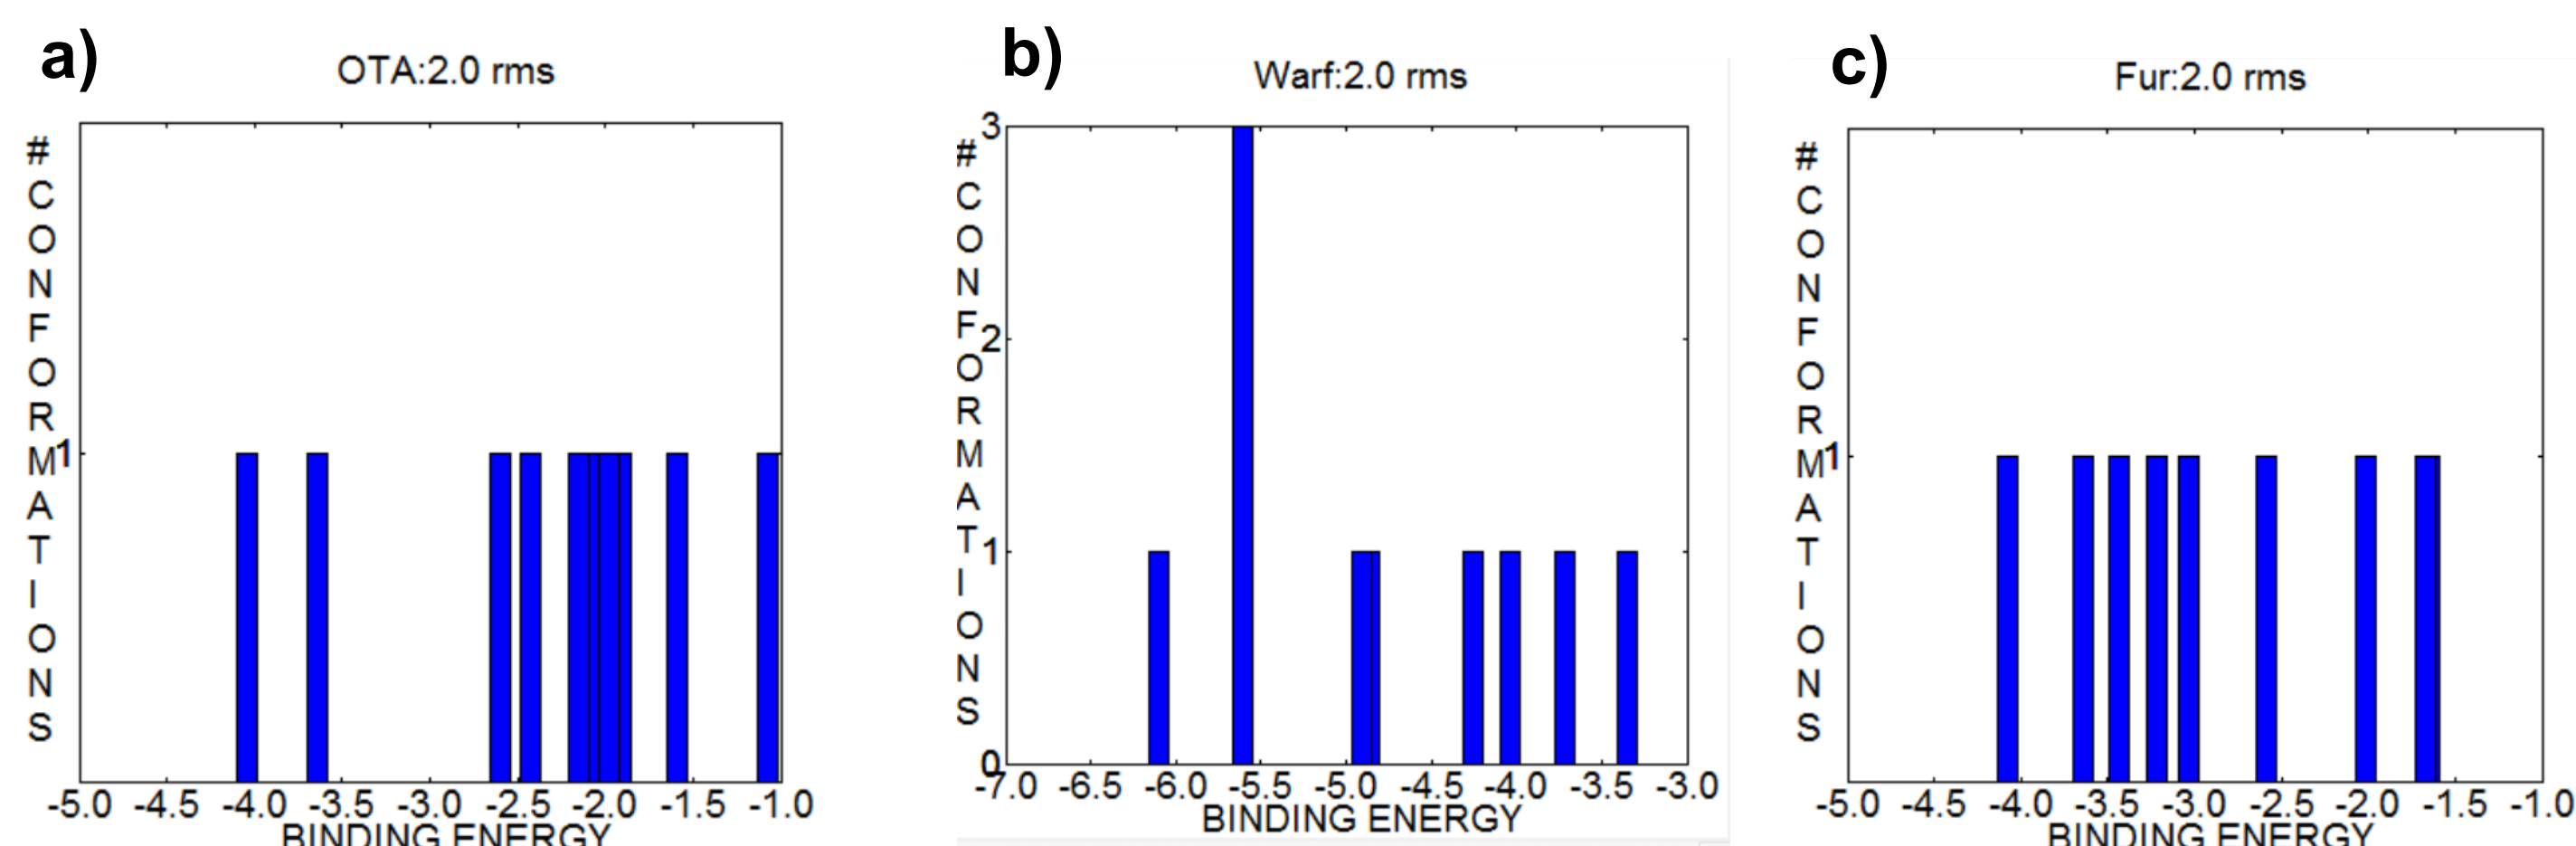 a)
OTA:2.0 rms
# CONFORMATIONS
1
-5.0 -4.5 -4.0 -3.5 -3.0 -2.5 -2.0 -1.5 -1.0
BINDING ENERGY
b)
Warf:2.0 rms
# CONFORMATIONS
3
2
1
0
-7.0 -6.5 -6.0 -5.5 -5.0 -4.5 -4.0 -3.5 -3.0
BINDING ENERGY
c)
Fur:2.0 rms
# CONFORMATIONS
1
-5.0 -4.5 -4.0 -3.5 -3.0 -2.5 -2.0 -1.5 -1.0
BINDING ENERGY